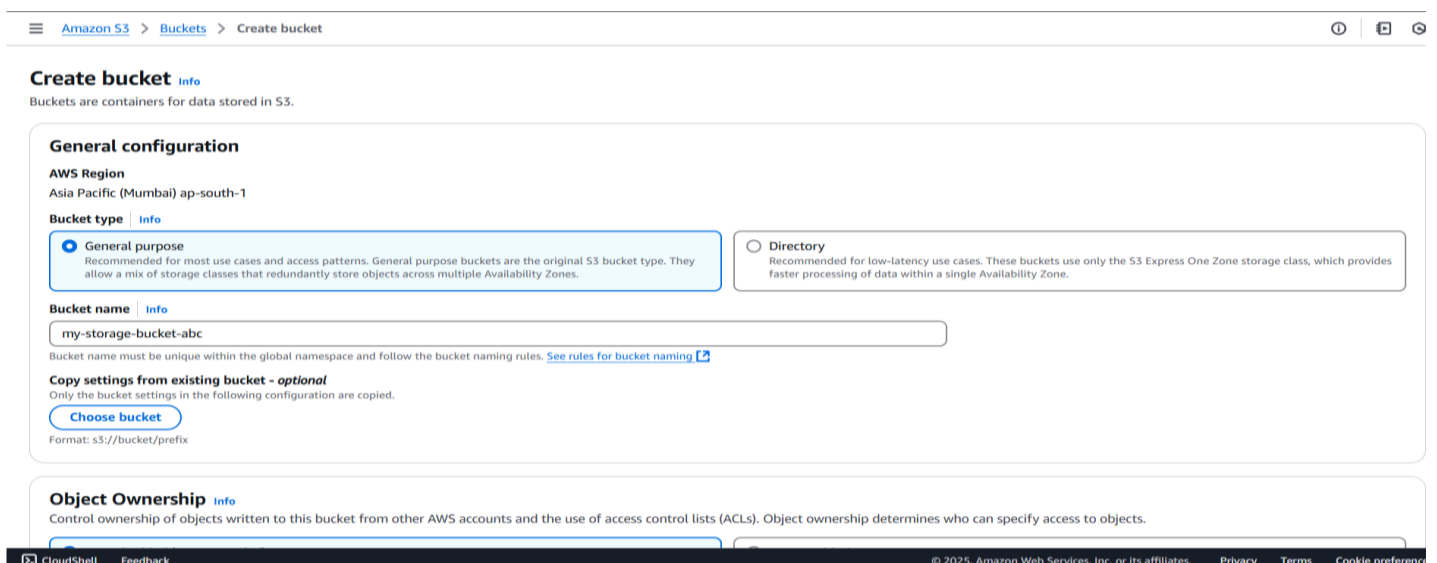 Amazon S3 > Buckets > Create bucket
Create bucket Info
Buckets are containers for data stored in S3.
General configuration
AWS Region
Asia Pacific (Mumbai) ap-south-1
Bucket type Info
General purpose
Recommended for most use cases and access patterns. General purpose buckets are the original S3 bucket type. They
allow a mix of storage classes that redundantly store objects across multiple Availability Zones.
Directory
Recommended for low-latency use cases. These buckets use only the S3 Express One Zone storage class, which provides
faster processing of data within a single Availability Zone.
Bucket name Info
my-storage-bucket-abc
Bucket name must be unique within the global namespace and follow the bucket naming rules. See rules for bucket naming
Copy settings from existing bucket - optional
Only the bucket settings in the following configuration are copied.
Choose bucket
Format: s3://bucket/prefix
Object Ownership Info
Control ownership of objects written to this bucket from other AWS accounts and the use of access control lists (ACLs). Object ownership determines who can specify access to objects.
CloudShell Feedback © 2025, Amazon Web Services, Inc. or its affiliates. Privacy Terms Cookie preference